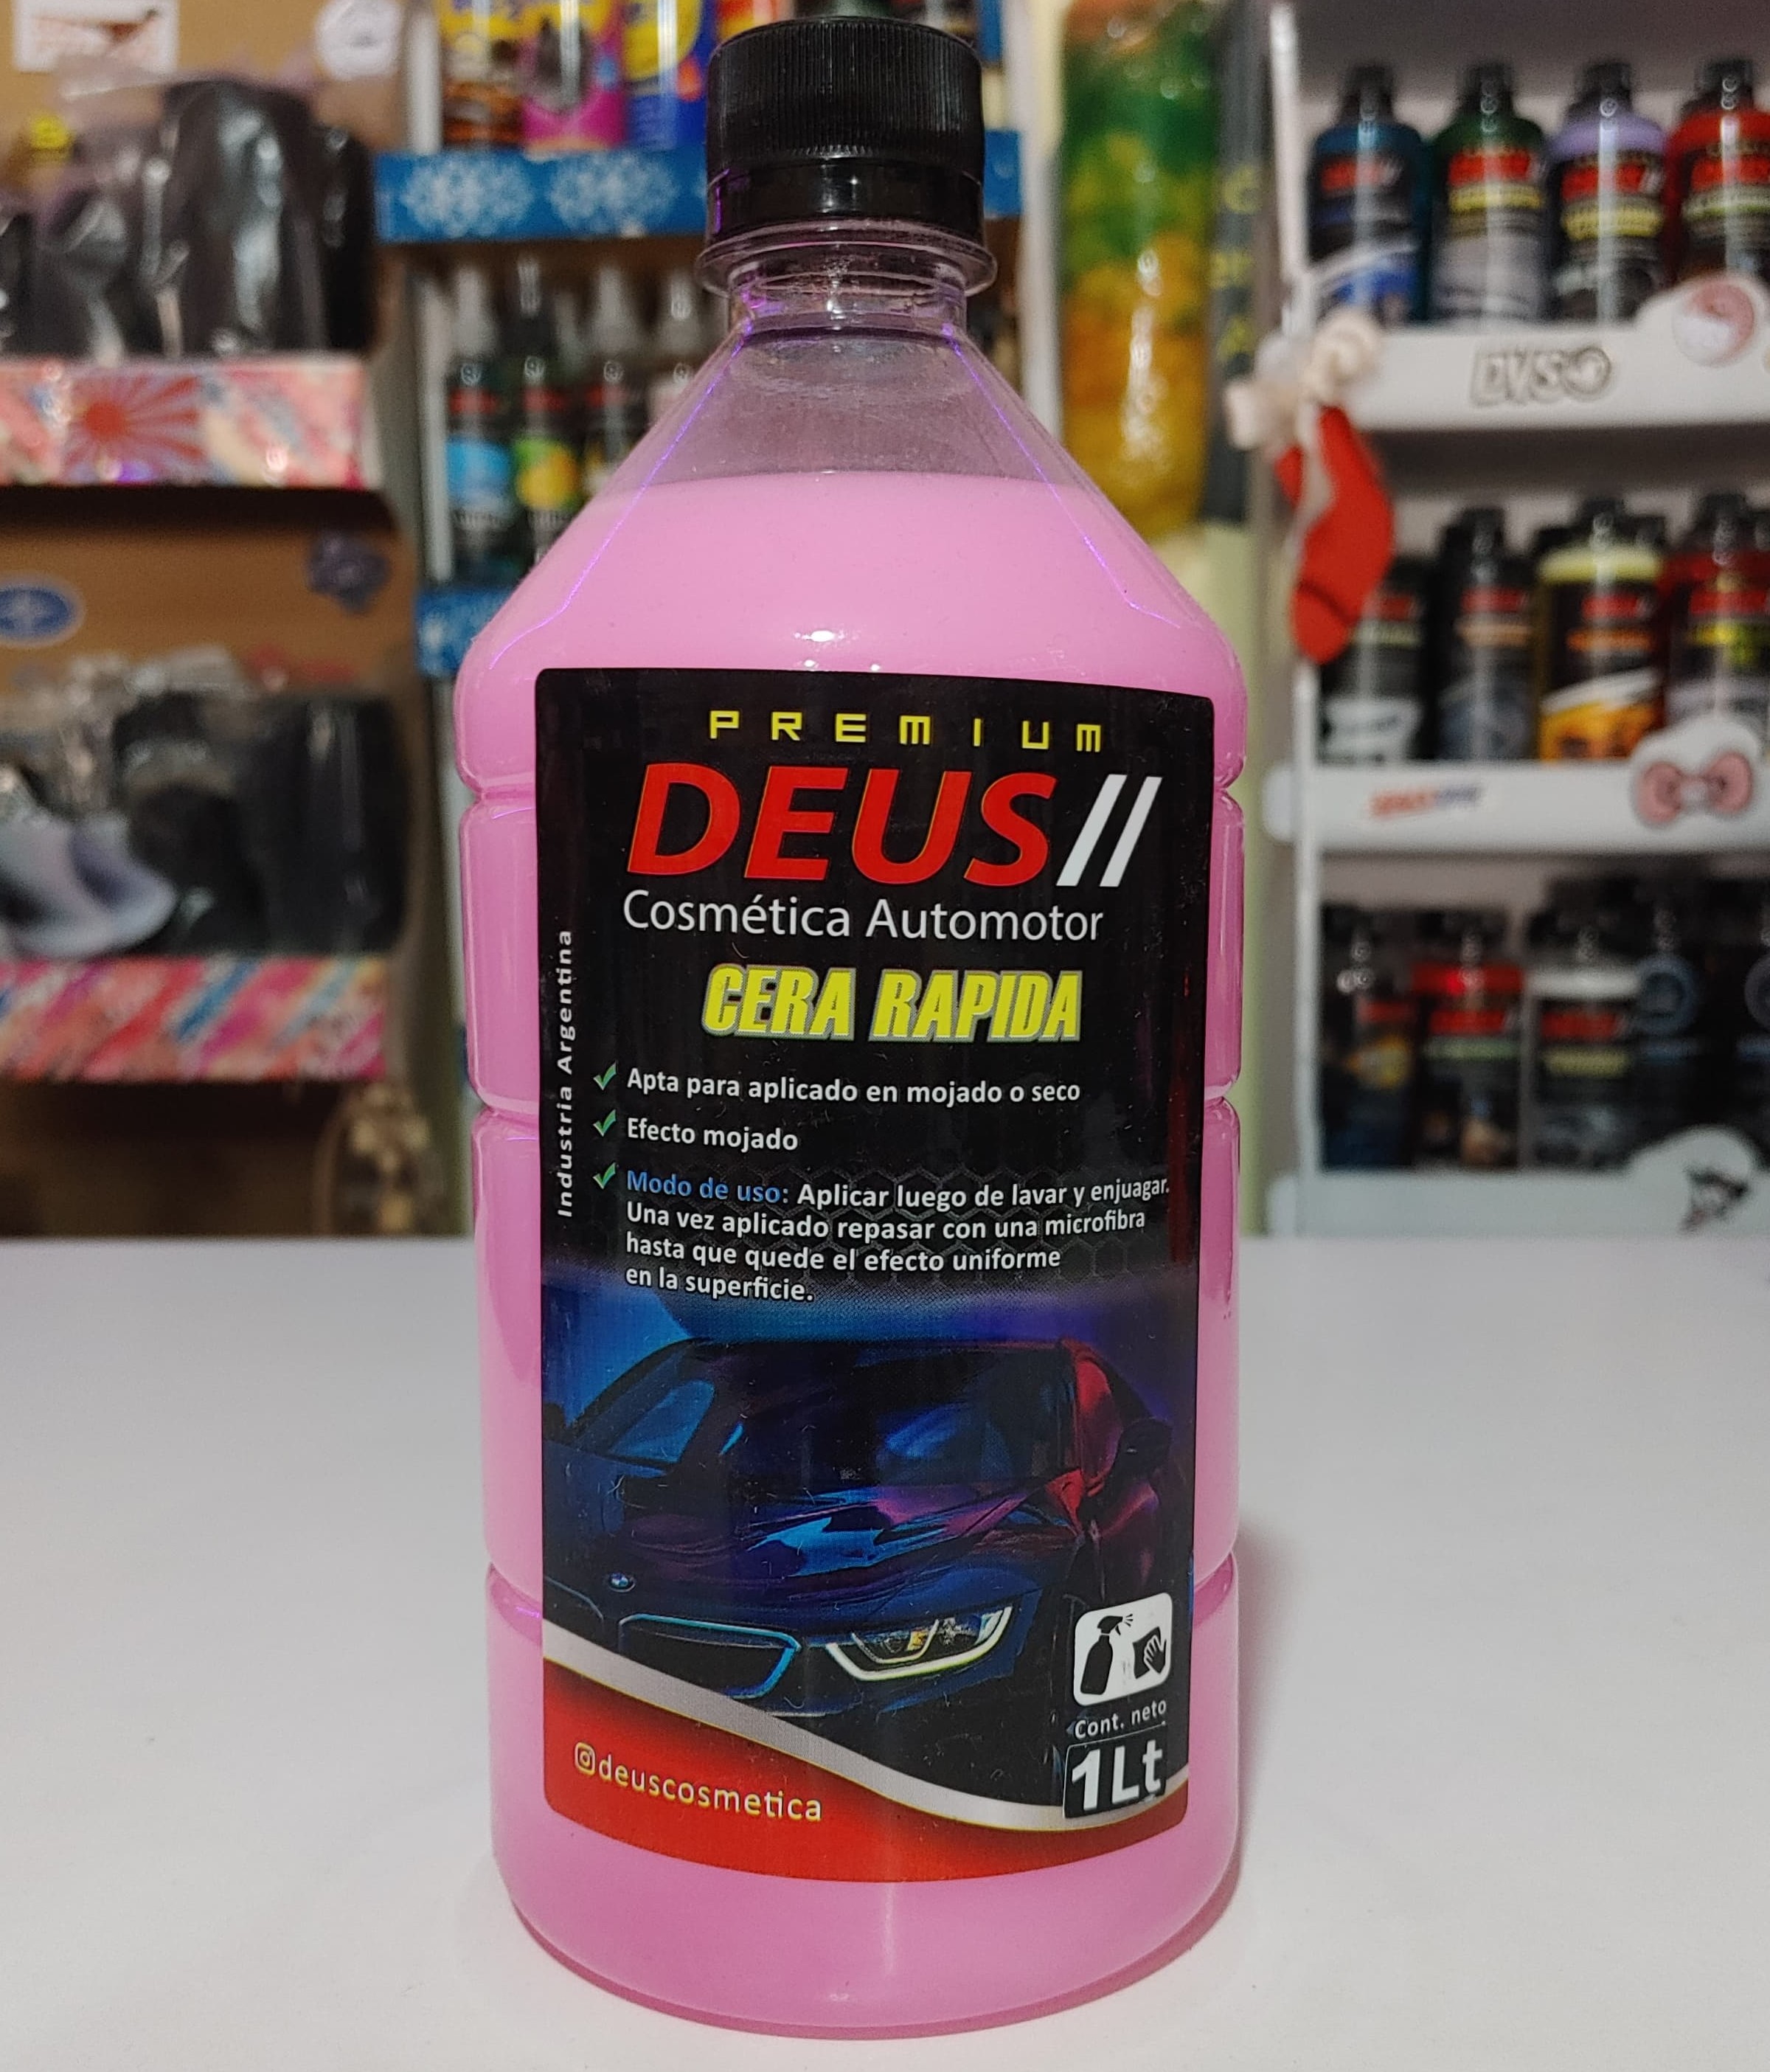 PREMIUM
DEUS//
Cosmética Automotor
CERA RAPIDA
Industria Argentina
Apta para aplicado en mojado o seco
Efecto mojado
Modo de uso: Aplicar luego de lavar y enjuagar.
Una vez aplicado repasar con una microfibra
hasta que quede el efecto uniforme
en la superficie.
Cont. neto
1Lt
@deuscosmetica
DVS